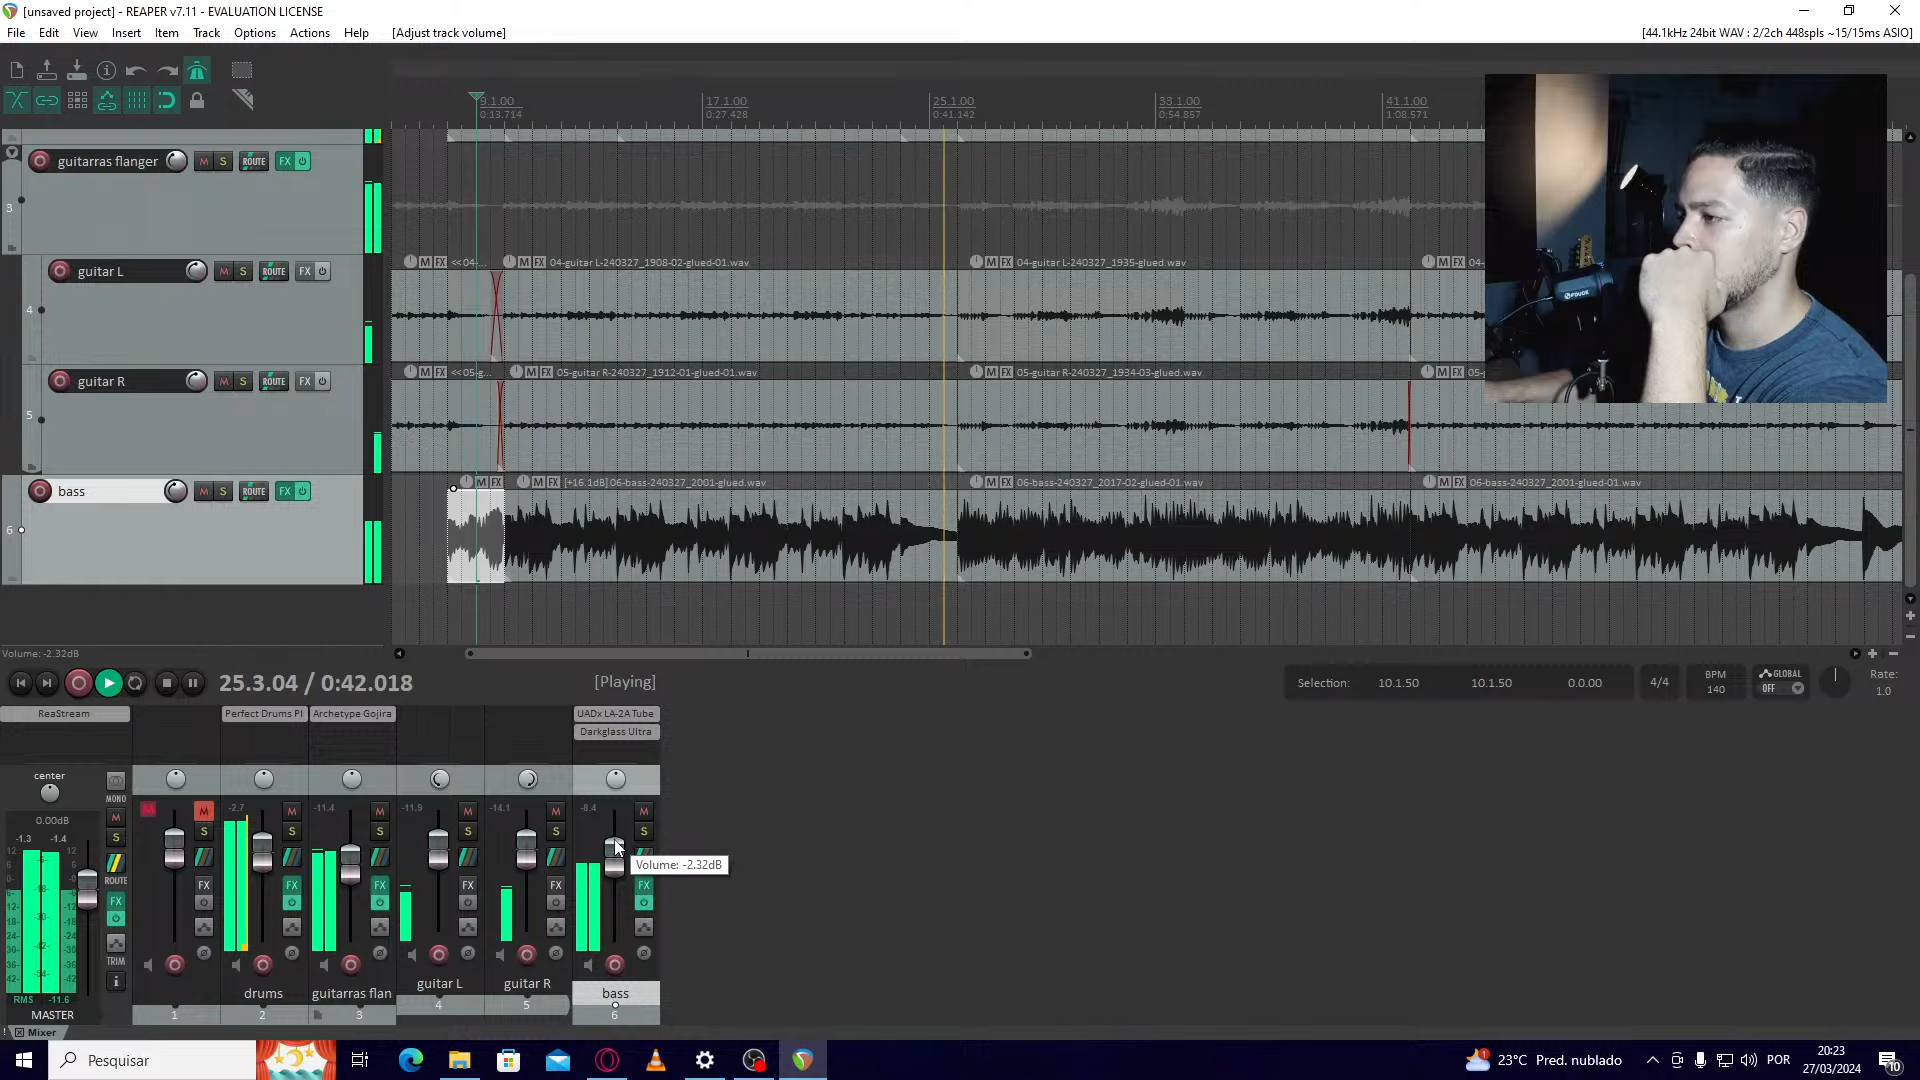 [unsaved project] - REAPER v7.11 - EVALUATION LICENSE
File Edit View Insert Item Track Options Actions Help [Adjust track volume]
[44.1kHz 24bit WAV : 2/2ch 448spls ~15/15ms ASIO]
9.1.00 17.1.00 25.1.00 33.1.00 41.1.00
0:13.714 0:27.428 0:41.142 0:54.857 1:08.571
guitarras flanger M S ROUTE FX
3
M FX <<04-... M FX 04-guitar L-240327_1908-02-glued-01.wav M FX 04-guitar L-240327_1935-glued.wav M FX 04-
guitar L M S ROUTE FX
4
M FX <<05-g... M FX 05-guitar R-240327_1912-01-glued-01.wav M FX 05-guitar R-240327_1934-03-glued.wav M FX 05-
guitar R M S ROUTE FX
5
M FX M FX [+16.1dB] 06-bass-240327_2001-glued.wav M FX 06-bass-240327_2017-02-glued-01.wav M FX 06-bass-240327_2001-glued-01.wav
bass M S ROUTE FX
6
Volume: -2.32dB
25.3.04 / 0:42.018 [Playing] Selection: 10.1.50 10.1.50 0.0.00 4/4 BPM 140 GLOBAL OFF Rate: 1.0
ReaStream Perfect Drums Pl Archetype Gojira UADx LA-2A Tube
Darkglass Ultra
center
MONO
0.00dB
-1.3 -1.4
-2.7 -11.4 -11.9 -14.1 -8.4
Volume: -2.32dB
ROUTE
FX
TRIM
RMS -11.6
MASTER
drums guitarras flan guitar L guitar R bass
1 2 3 4 5 6
Mixer
Pesquisar
23°C Pred. nublado POR 20:23
27/03/2024
10